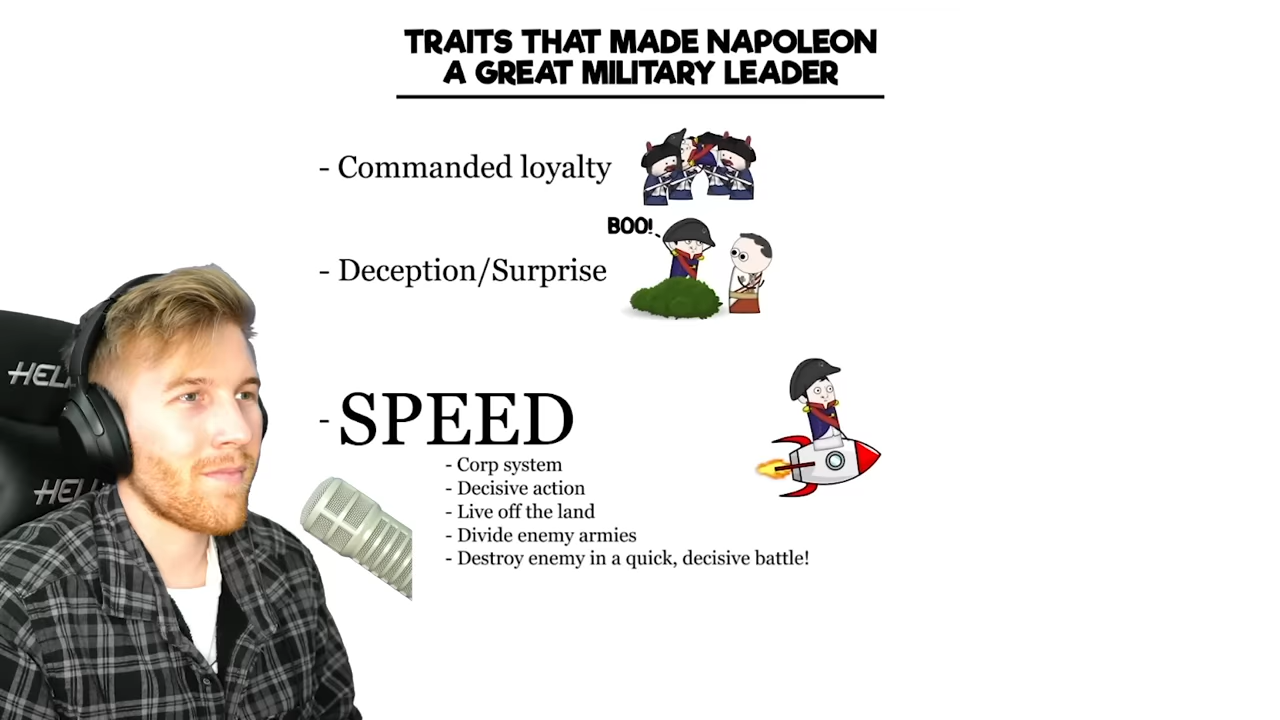 TRAITS THAT MADE NAPOLEON
A GREAT MILITARY LEADER
- Commanded loyalty
BOO!
- Deception/Surprise
- SPEED
- Corp system
- Decisive action
- Live off the land
- Divide enemy armies
- Destroy enemy in a quick, decisive battle!